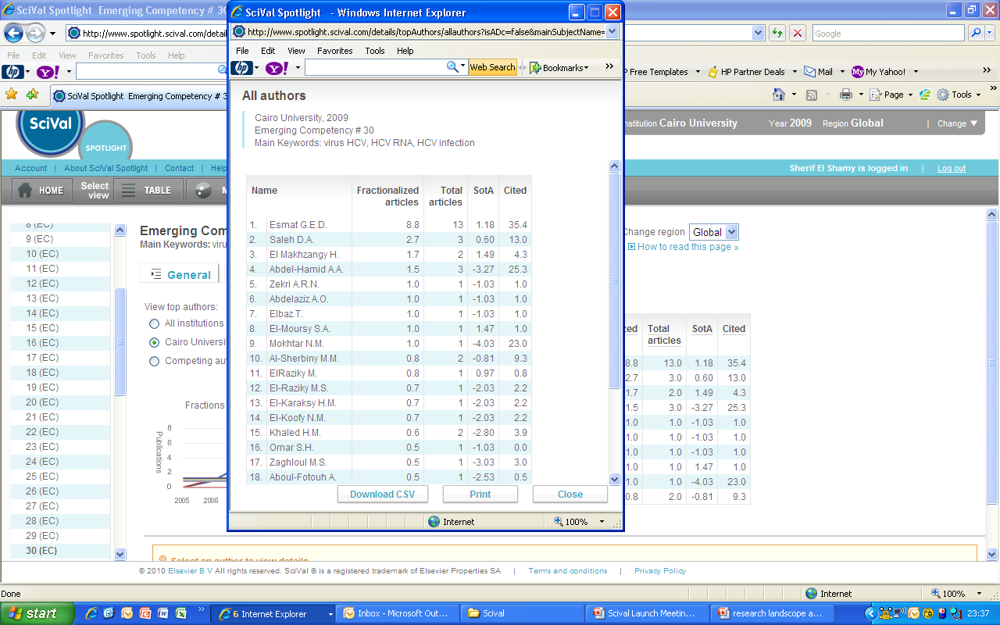 SciVal Spotlight   Emerging Competency # 30
SciVal Spotlight   - Windows Internet Explorer
http://www.spotlight.scival.com/detai
http://www.spotlight.scival.com/details/topAuthors/allauthors?isADc=false&mainSubjectName=
Google
File Edit View Favorites Tools Help
File Edit View Favorites Tools Help
hp Y! Web Search Bookmarks
hp Y! P Free Templates HP Partner Deals Mail My My Yahoo!
SciVal Spotlight   Emerging Competency # 3
Page Tools
All authors
Cairo University, 2009
Emerging Competency # 30
Main Keywords: virus HCV, HCV RNA, HCV infection
SciVal
SPOTLIGHT
nstitution Cairo University Year 2009 Region Global | Change
Account | About SciVal Spotlight | Contact | Help
Sherif El Shamy is logged in | Log out
HOME Select view TABLE M
Name Fractionalized articles Total articles SotA Cited
1. Esmat G.E.D. 8.8 13 1.18 35.4
2. Saleh D.A. 2.7 3 0.60 13.0
3. El Makhzangy H. 1.7 2 1.49 4.3
4. Abdel-Hamid A.A. 1.5 3 -3.27 25.3
5. Zekri A.R.N. 1.0 1 -1.03 1.0
6. Abdelaziz A.O. 1.0 1 -1.03 1.0
7. Elbaz T. 1.0 1 -1.03 1.0
8. El-Moursy S.A. 1.0 1 1.47 1.0
9. Mokhtar N.M. 1.0 1 -4.03 23.0
10. Al-Sherbiny M.M. 0.8 2 -0.81 9.3
11. ElRaziky M. 0.8 1 0.97 0.8
12. El-Raziky M.S. 0.7 1 -2.03 2.2
13. El-Karaksy H.M. 0.7 1 -2.03 2.2
14. El-Koofy N.M. 0.7 1 -2.03 2.2
15. Khaled H.M. 0.6 2 -2.80 3.9
16. Omar S.H. 0.5 1 -1.03 0.0
17. Zaghloul M.S. 0.5 1 -3.03 3.0
18. Aboul-Fotouh A. 0.5 1 -2.53 0.5
Download CSV Print Close
Internet 100%
8 (EC)
9 (EC)
10 (EC)
11 (EC)
12 (EC)
13 (EC)
14 (EC)
15 (EC)
16 (EC)
17 (EC)
18 (EC)
19 (EC)
20 (EC)
21 (EC)
22 (EC)
23 (EC)
24 (EC)
25 (EC)
26 (EC)
27 (EC)
28 (EC)
29 (EC)
30 (EC)
Emerging Com
Main Keywords: viru
General
View top authors:
All institutions
Cairo Universi
Competing au
Fractions
Publications
8
6
4
2
0
2005 2006
Change region Global
How to read this page »
zed Total articles SotA Cited
8.8 13.0 1.18 35.4
2.7 3.0 0.60 13.0
1.7 2.0 1.49 4.3
1.5 3.0 -3.27 25.3
1.0 1.0 -1.03 1.0
1.0 1.0 -1.03 1.0
1.0 1.0 -1.03 1.0
1.0 1.0 1.47 1.0
1.0 1.0 -4.03 23.0
0.8 2.0 -0.81 9.3
Select an author to view details
© 2010 Elsevier B.V All rights reserved. SciVal ® is a registered trademark of Elsevier Properties SA | Terms and conditions | Privacy Policy
Done Internet 100%
start 6 Internet Explorer Inbox - Microsoft Out... Scival Scival Launch Meetin... research landscape a... 23:37